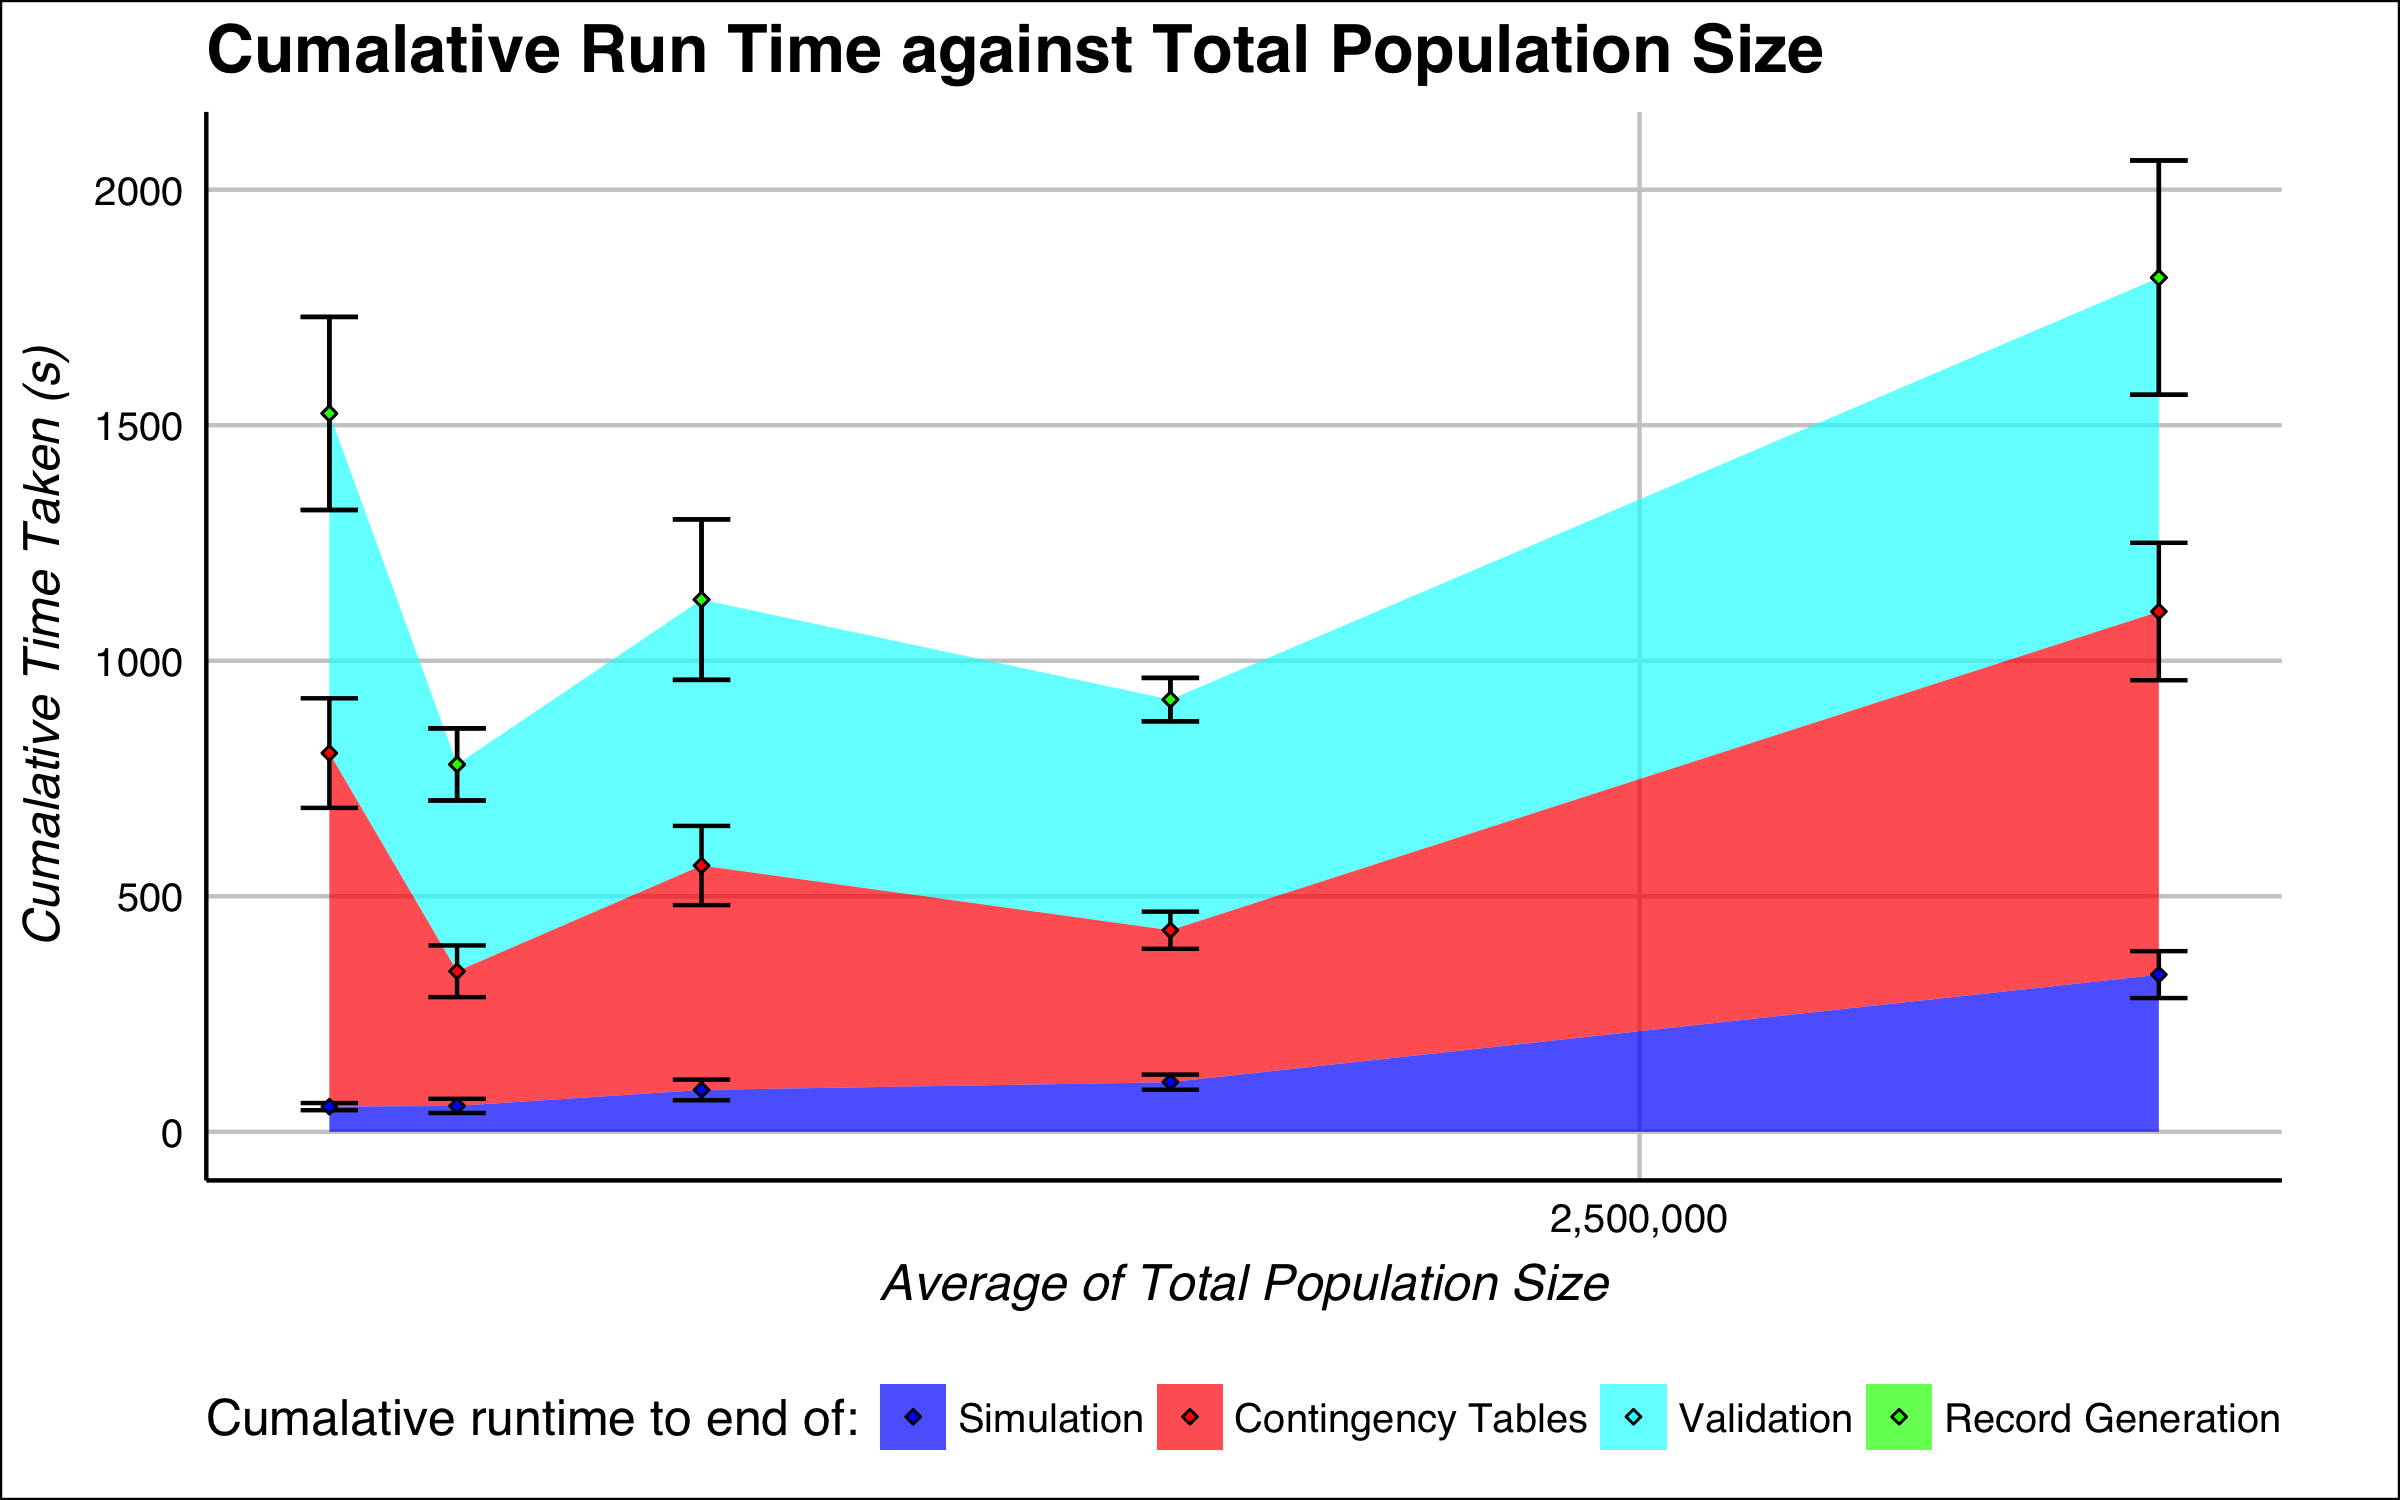 Cumalative Run Time against Total Population Size
Cumalative Time Taken (s)
2000
1500
1000
500
0
2,500,000
Average of Total Population Size
Cumalative runtime to end of: Simulation Contingency Tables Validation Record Generation